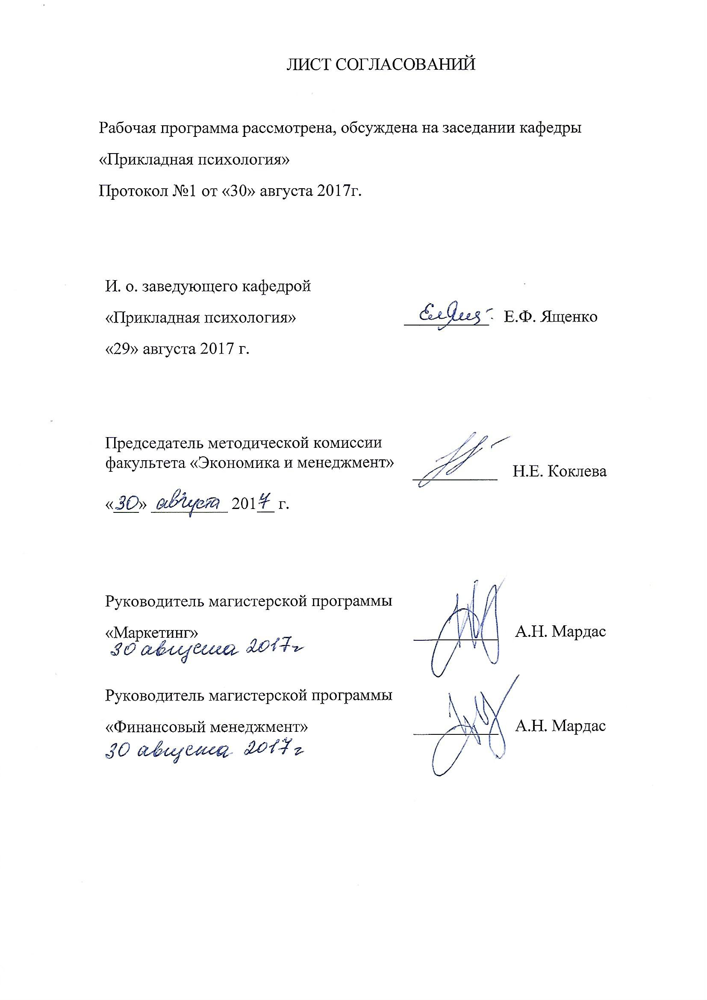 ЛИСТ СОГЛАСОВАНИЙ
Рабочая программа рассмотрена, обсуждена на заседании кафедры
«Прикладная психология»
Протокол №1 от «30» августа 2017г.
И. о. заведующего кафедрой
«Прикладная психология» Е.Ф. Ященко
«29» августа 2017 г.
Председатель методической комиссии
факультета «Экономика и менеджмент»
Н.Е. Коклева
«30» августа 2017 г.
Руководитель магистерской программы
«Маркетинг» А.Н. Мардас
30 августа 2017г
Руководитель магистерской программы
«Финансовый менеджмент» А.Н. Мардас
30 августа 2017 г